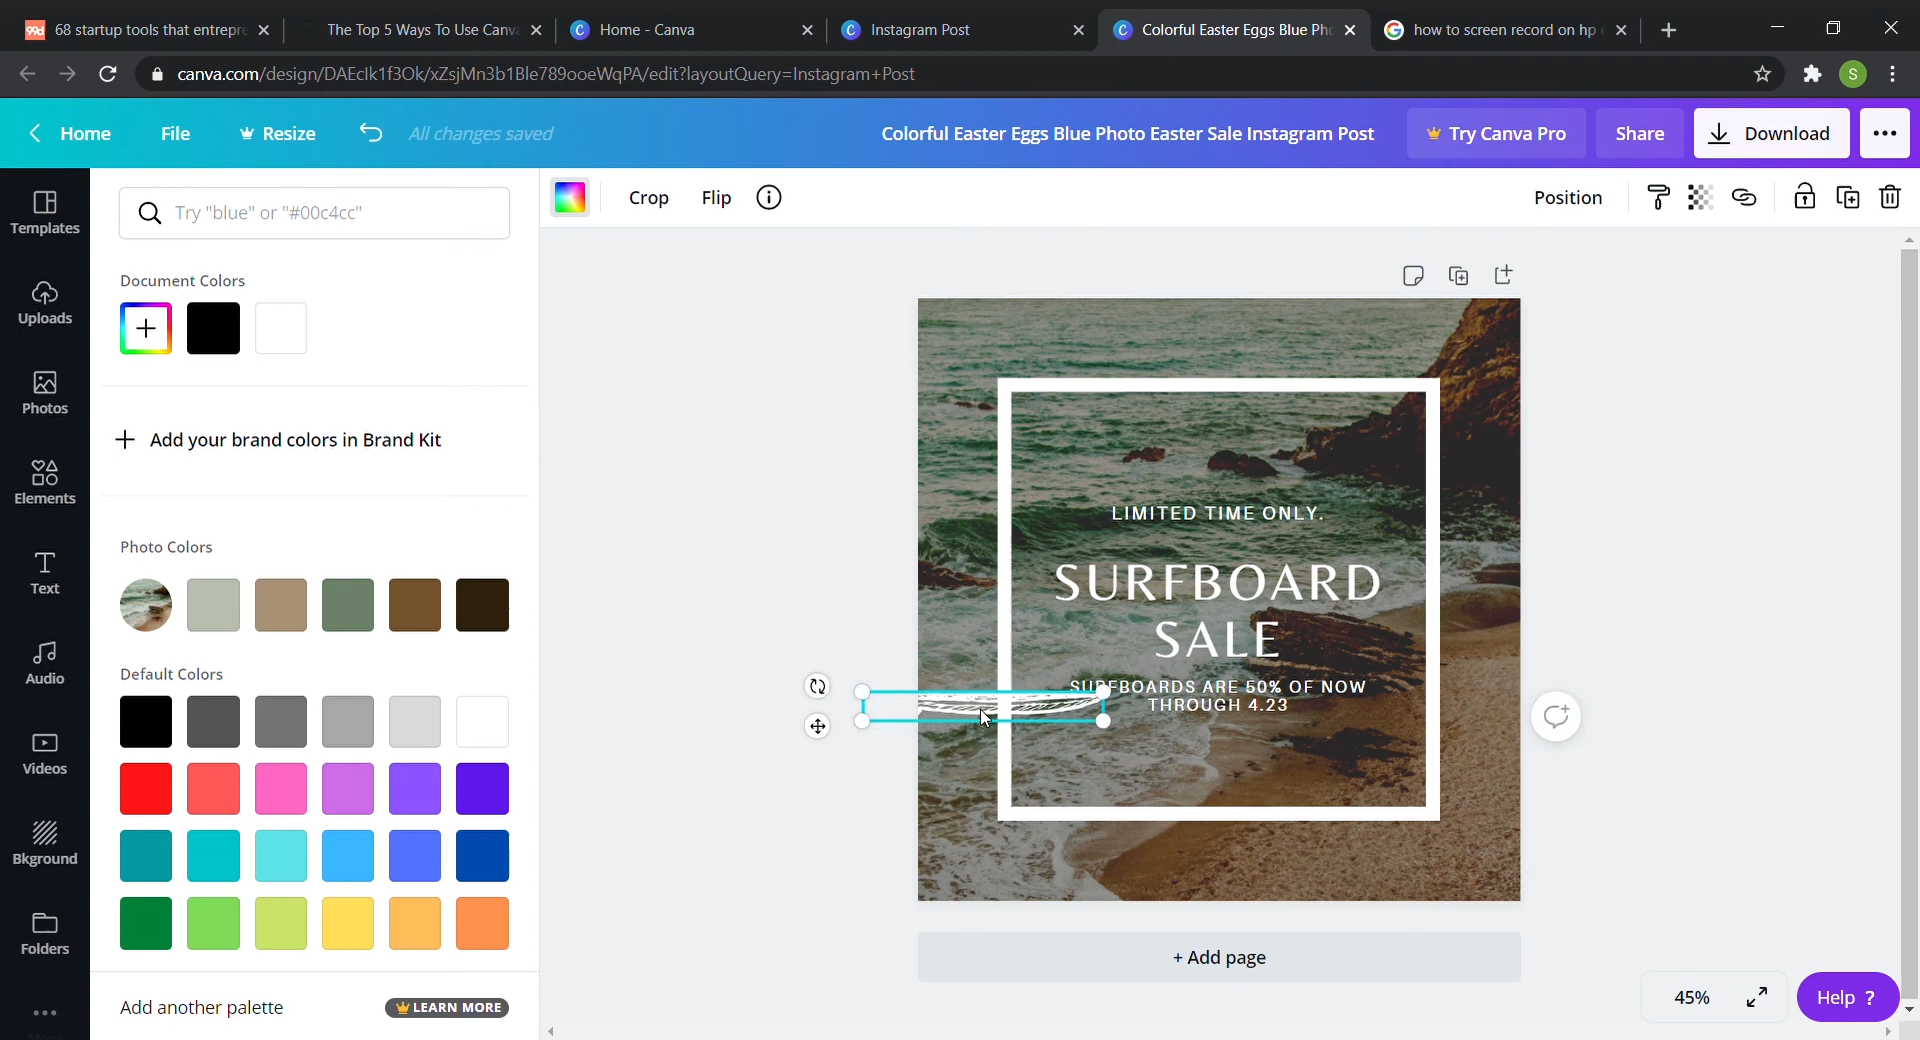 68 startup tools that entrepre
The Top 5 Ways To Use Canv
Home - Canva
Instagram Post
Colorful Easter Eggs Blue Ph
how to screen record on hp e
canva.com/design/DAEclk1f3Ok/xZsjMn3b1Ble789ooeWqPA/edit?layoutQuery=Instagram+Post
S
Home
File
Resize
All changes saved
Colorful Easter Eggs Blue Photo Easter Sale Instagram Post
Try Canva Pro
Share
Download
Templates
Uploads
Photos
Elements
Text
Audio
Videos
Bkground
Folders
Try "blue" or "#00c4cc"
Crop
Flip
Position
Document Colors
Add your brand colors in Brand Kit
Photo Colors
Default Colors
Add another palette
LEARN MORE
LIMITED TIME ONLY.
SURFBOARD
SALE
SURFBOARDS ARE 50% OF NOW
THROUGH 4.23
+ Add page
45%
Help ?